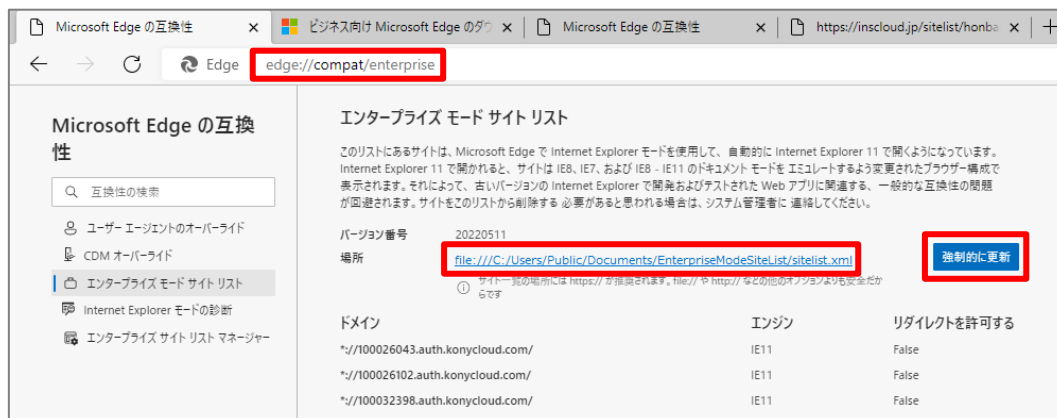 Microsoft Edge の互換性
ビジネス向け Microsoft Edge のダウ
Microsoft Edge の互換性
https://inscloud.jp/sitelist/honba
Edge
edge://compat/enterprise
Microsoft Edge の互換
性
互換性の検索
ユーザー エージェントのオーバーライド
CDM オーバーライド
エンタープライズ モード サイト リスト
Internet Explorer モードの診断
エンタープライズ サイト リスト マネージャー
エンタープライズ モード サイト リスト
このリストにあるサイトは、Microsoft Edge で Internet Explorer モードを使用して、自動的に Internet Explorer 11 で開くようになっています。
Internet Explorer 11 で開かれると、サイトは IE8、IE7、および IE8 - IE11 のドキュメント モードを エミュレートするよう変更されたブラウザー構成で
表示されます。それによって、古いバージョンの Internet Explorer で開発およびテストされた Web アプリに関連する、一般的な互換性の問題
が回避されます。サイトをこのリストから削除する 必要があると思われる場合は、システム管理者に 連絡してください。
バージョン番号 20220511
場所 file:///C:/Users/Public/Documents/EnterpriseModeSiteList/sitelist.xml
強制的に更新
サイト一覧の場所には https:// が推奨されます。file:// や http:// などの他のオプションよりも安全だか
らです
ドメイン エンジン リダイレクトを許可する
*://100026043.auth.konycloud.com/ IE11 False
*://100026102.auth.konycloud.com/ IE11 False
*://100032398.auth.konycloud.com/ IE11 False